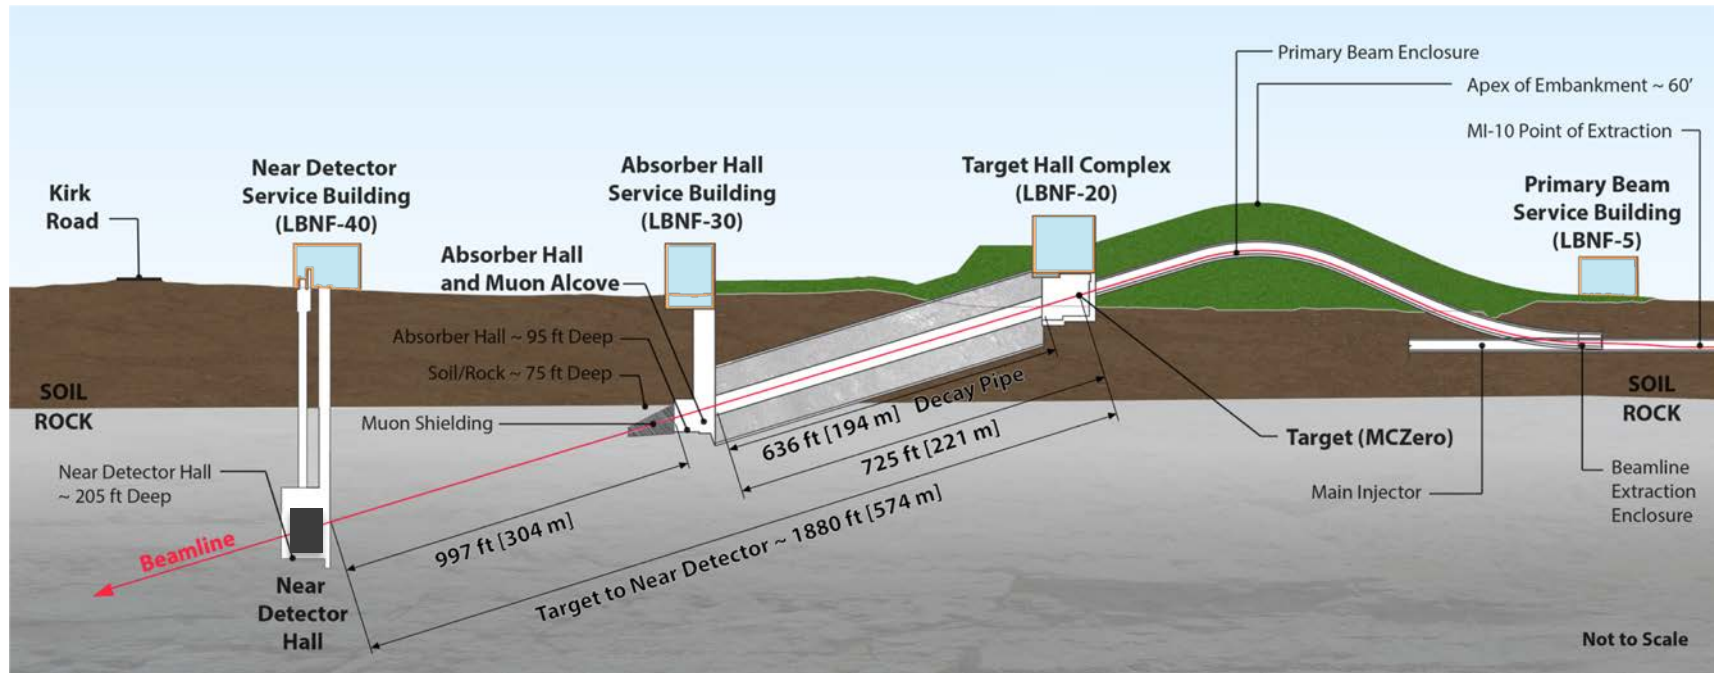 Primary Beam Enclosure
Apex of Embankment ~ 60'
MI-10 Point of Extraction
Near Detector
Service Building
(LBNF-40)
Absorber Hall
Service Building
(LBNF-30)
Target Hall Complex
(LBNF-20)
Primary Beam
Service Building
(LBNF-5)
Kirk
Road
Absorber Hall
and Muon Alcove
Absorber Hall ~ 95 ft Deep
Soil/Rock ~ 75 ft Deep
SOIL
ROCK
Muon Shielding
SOIL
ROCK
636 ft [194 m] Decay Pipe
725 ft [221 m]
Target (MCZero)
Near Detector Hall
~ 205 ft Deep
Main Injector
Beamline
Extraction
Enclosure
997 ft [304 m]
Target to Near Detector ~ 1880 ft [574 m]
Beamline
Near
Detector
Hall
Not to Scale